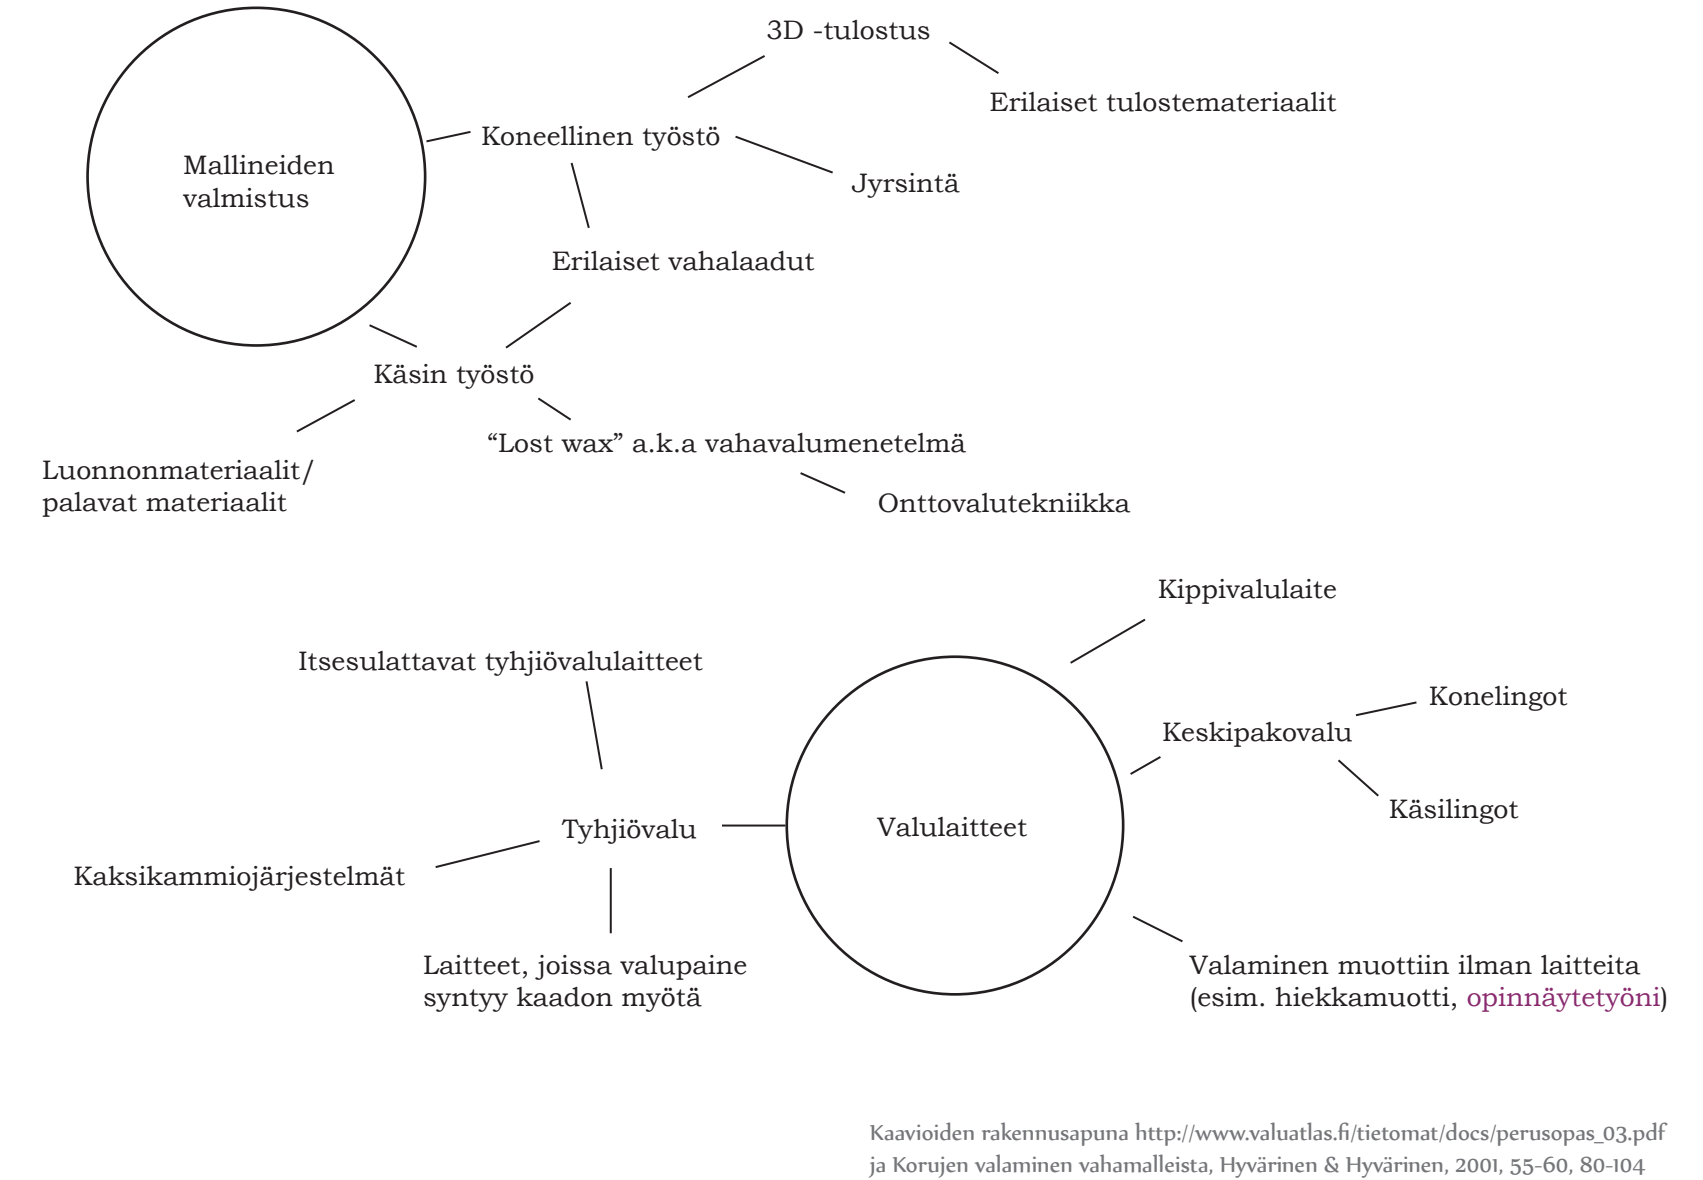 3D -tulostus
Erilaiset tulostemateriaalit
Koneellinen työstö
Mallineiden
valmistus
Jyrsintä
Erilaiset vahalaadut
Käsin työstö
“Lost wax” a.k.a vahavalumenetelmä
Luonnonmateriaalit/
palavat materiaalit
Onttovalutekniikka
Kippivalulaite
Itsesulattavat tyhjiövalulaitteet
Konelingot
Keskipakovalu
Käsilingot
Tyhjiövalu
Valulaitteet
Kaksikammiojärjestelmät
Laitteet, joissa valupaine
syntyy kaadon myötä
Valaminen muottiin ilman laitteita
(esim. hiekkamuotti, opinnäytetyöni)
Kaavioiden rakennusapuna http://www.valuatlas.fi/tietomat/docs/perusopas_03.pdf
ja Korujen valaminen vahamalleista, Hyvärinen & Hyvärinen, 2001, 55-60, 80-104